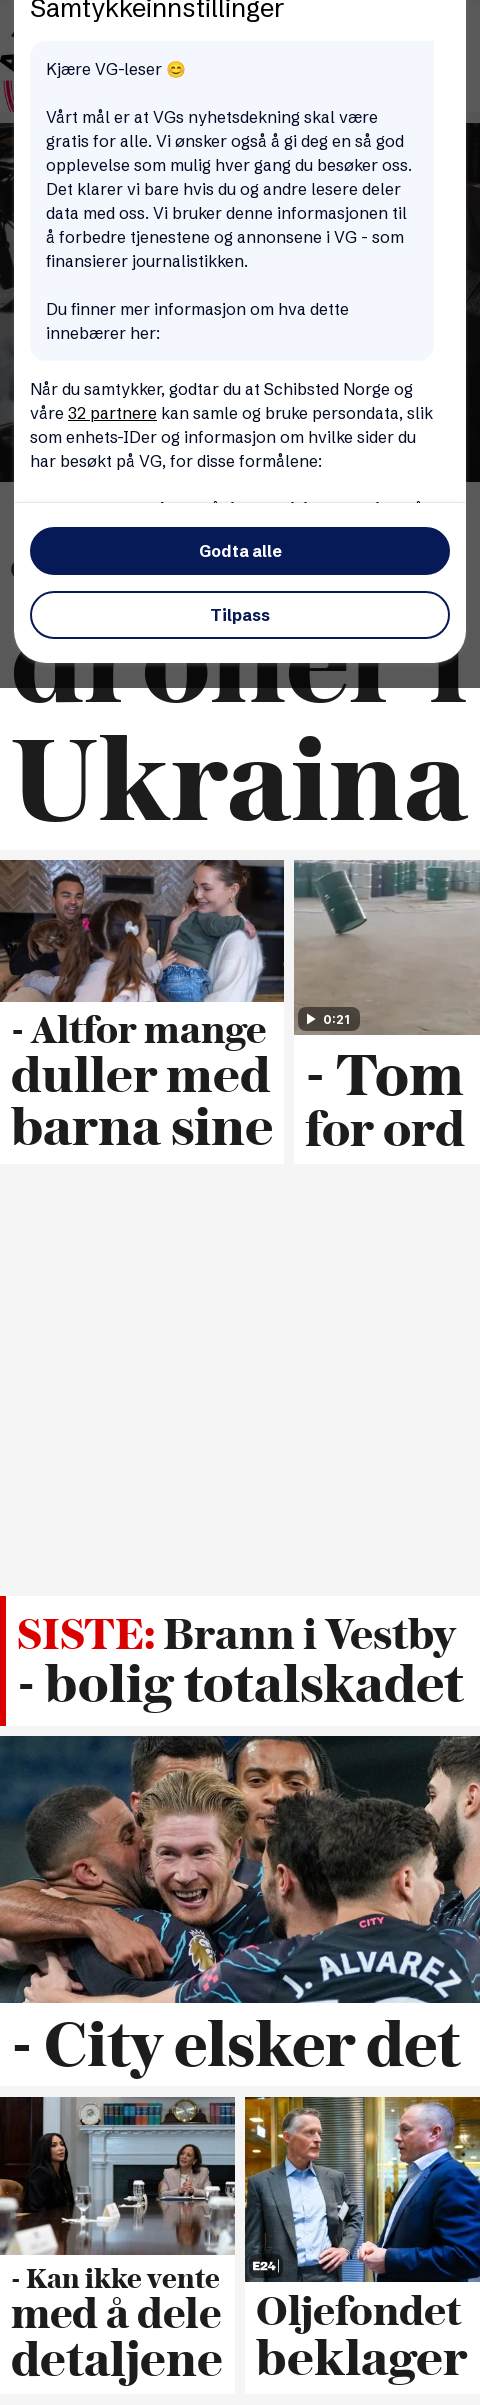 Samtykkeinnstillinger
Kjære VG-leser 😊
Vårt mål er at VGs nyhetsdekning skal være
gratis for alle. Vi ønsker også å gi deg en så god
opplevelse som mulig hver gang du besøker oss.
Det klarer vi bare hvis du og andre lesere deler
data med oss. Vi bruker denne informasjonen til
å forbedre tjenestene og annonsene i VG - som
finansierer journalistikken.
Du finner mer informasjon om hva dette
innebærer her:
Når du samtykker, godtar du at Schibsted Norge og
våre 32 partnere kan samle og bruke persondata, slik
som enhets-IDer og informasjon om hvilke sider du
har besøkt på VG, for disse formålene:
Godta alle
Tilpass
droner i
Ukraina
0:21
- Altfor mange
duller med
barna sine
- Tom
for ord
SISTE: Brann i Vestby
- bolig totalskadet
CITY
J. ALVAREZ
- City elsker det
E24
- Kan ikke vente
med å dele
detaljene
Oljefondet
beklager